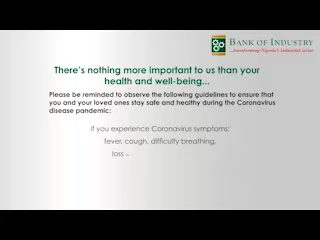 BANK OF INDUSTRY
...transforming Nigeria's industrial sector
There's nothing more important to us than your
health and well-being...
Please be reminded to observe the following guidelines to ensure that
you and your loved ones stay safe and healthy during the Coronavirus
disease pandemic:
If you experience Coronavirus symptoms:
fever, cough, difficulty breathing,
loss